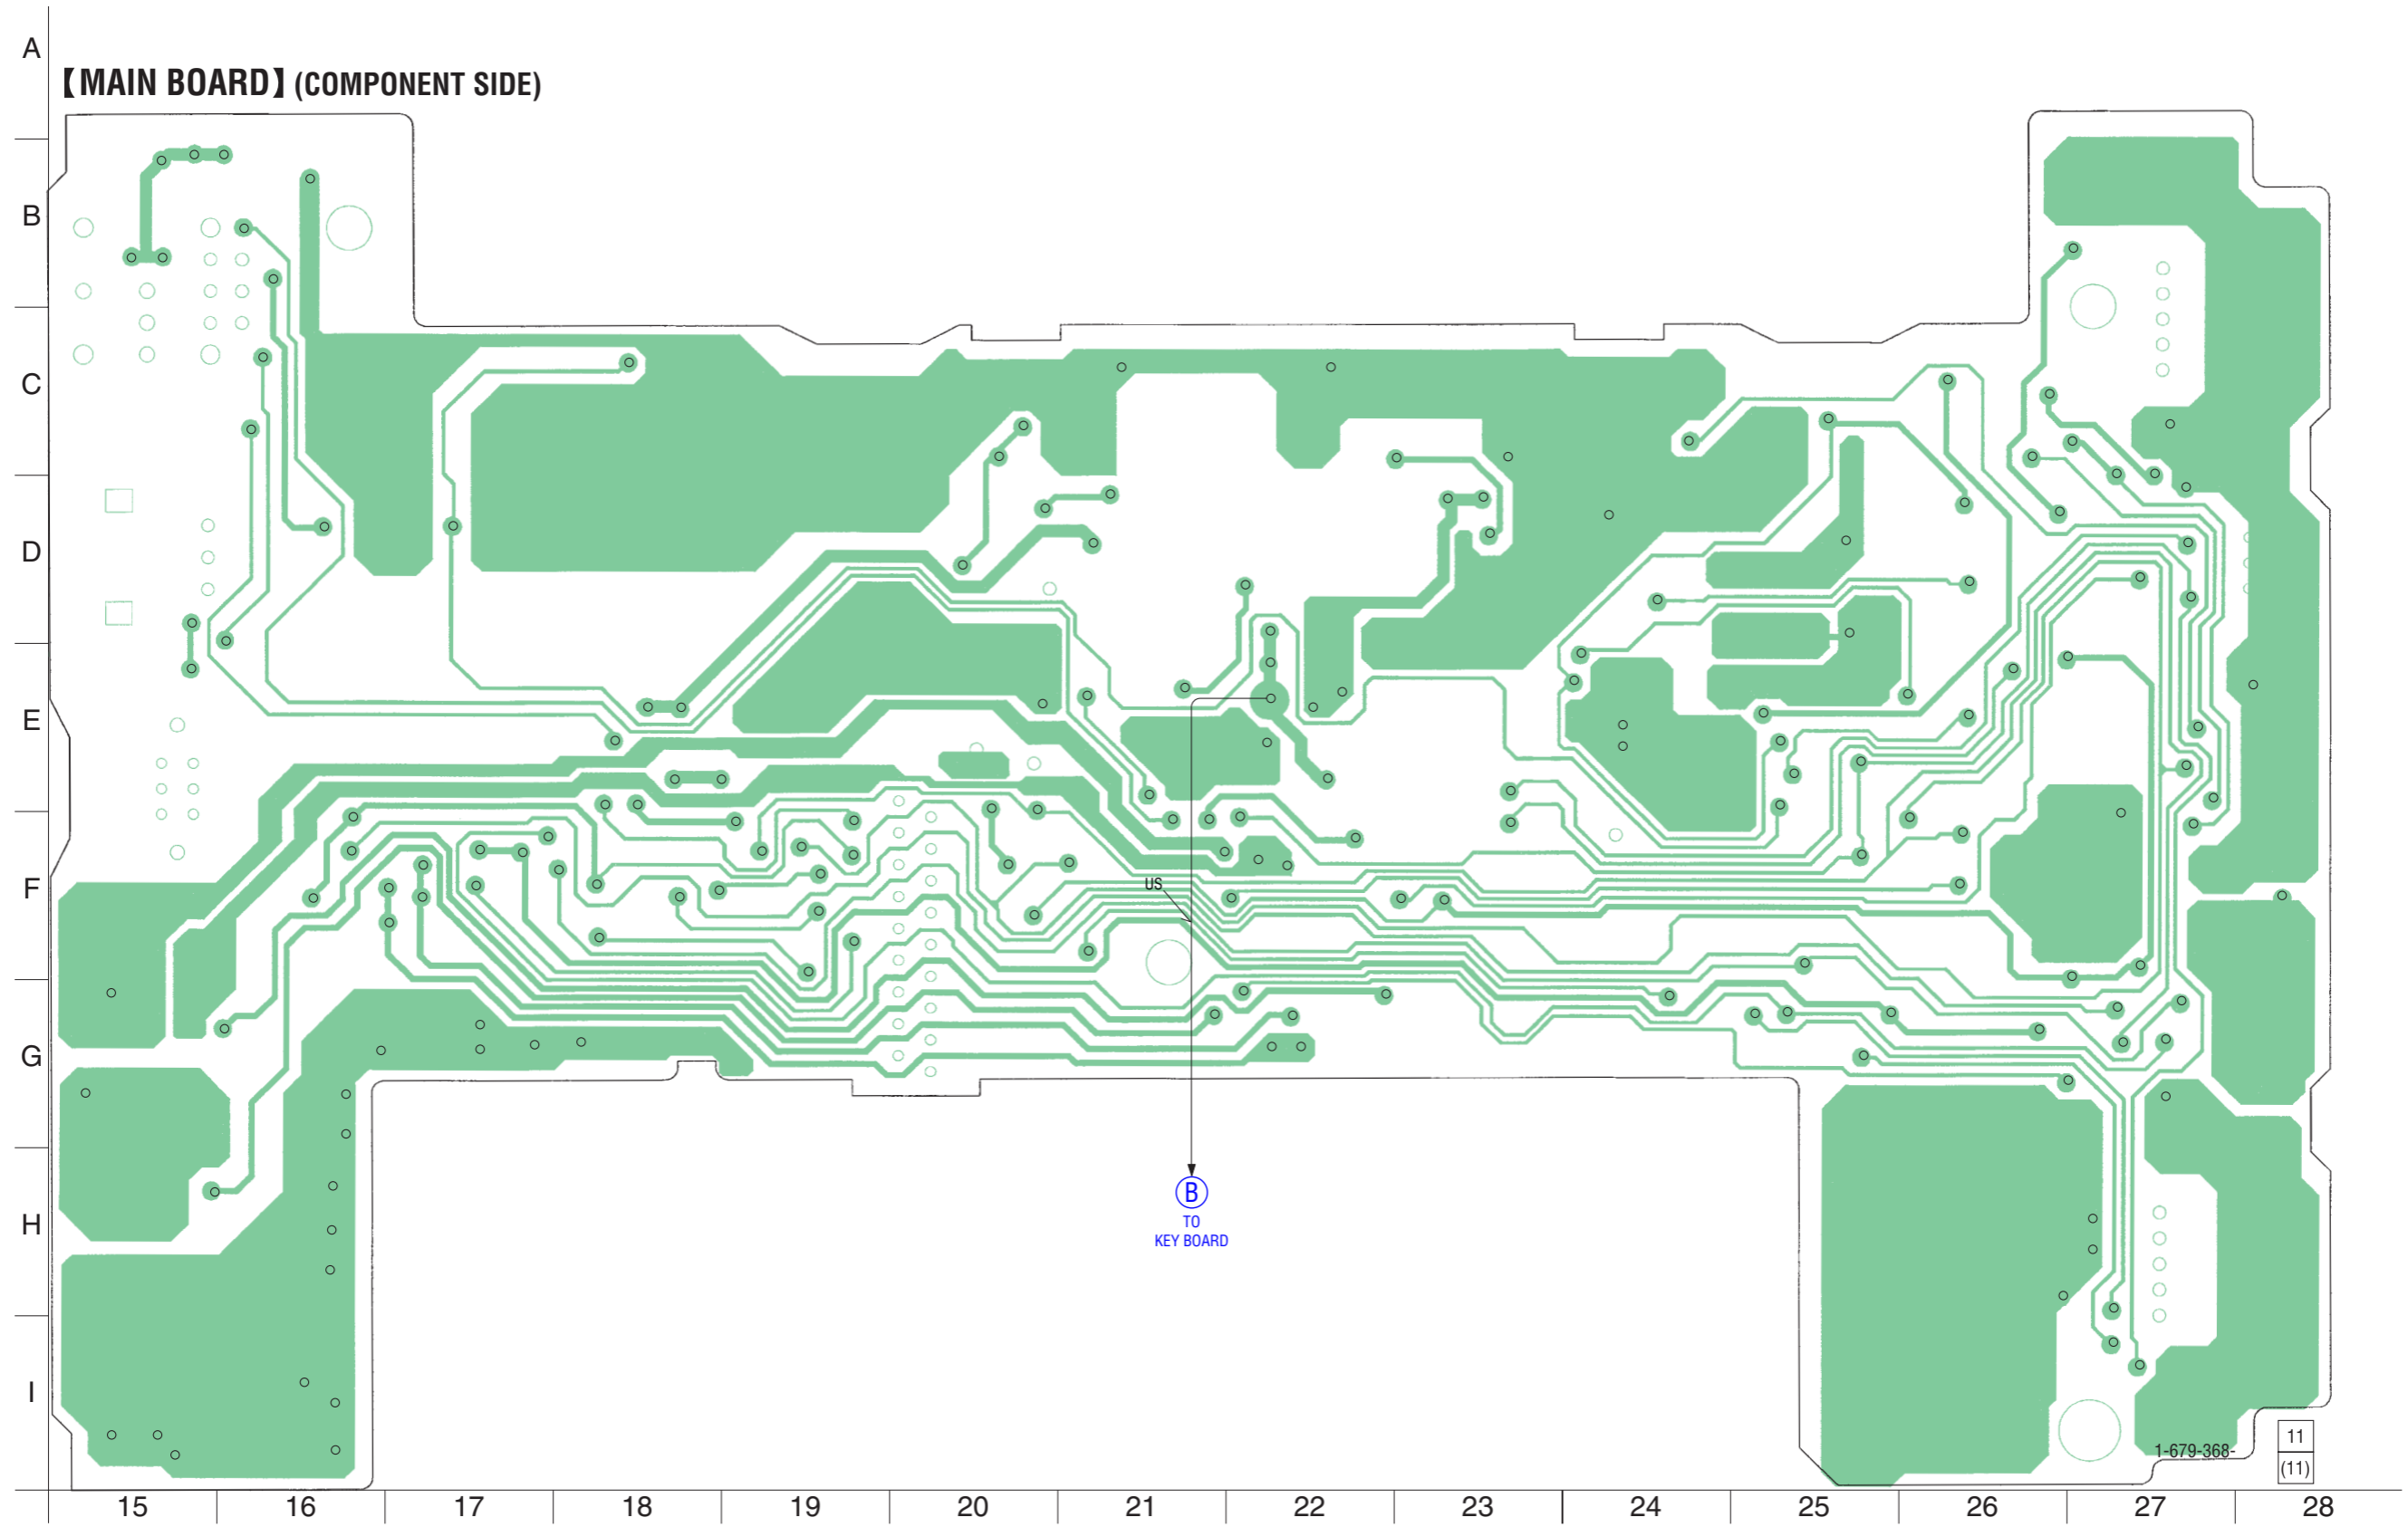 A
【MAIN BOARD】(COMPONENT SIDE)
B
C
D
E
F
US
G
B
H
TO
KEY BOARD
I
1-679-368-
11
(11)
15 16 17 18 19 20 21 22 23 24 25 26 27 28